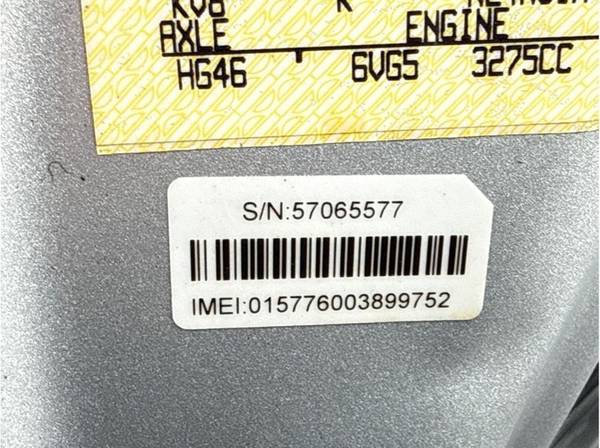 AXLE ENGINE
HG46 6VG5 3275CC
S/N:57065577
IMEI:015776003899752